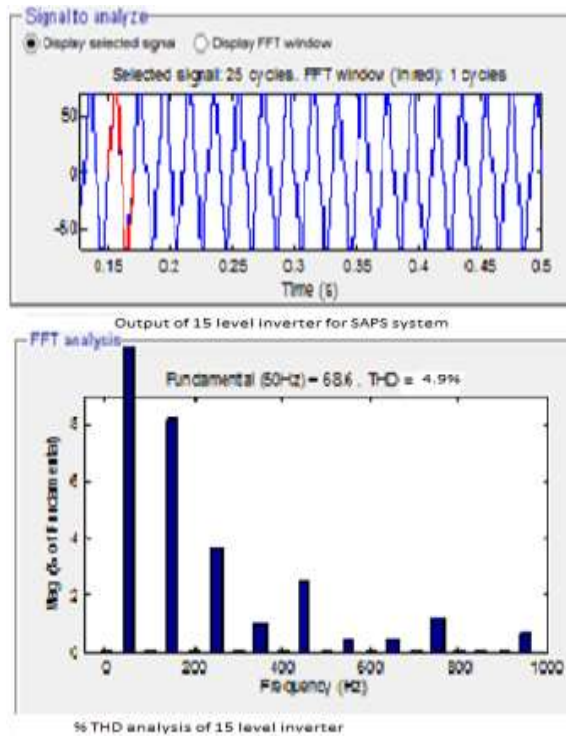 Signal to analyze
Display selected signal Display FFT window
Selected signal: 25 cycles. FFT window (in red): 1 cycles
50
0
-50
0.15 0.2 0.25 0.3 0.35 0.4 0.45 0.5
Time (s)
Output of 15 level inverter for SAPS system
FFT analysis
Fundamental (50Hz) = 68.6 , THD = 4.9%
Mag (% of Fundamental)
8
6
4
2
0
0 200 400 600 800 1000
Frequency (Hz)
% THD analysis of 15 level inverter